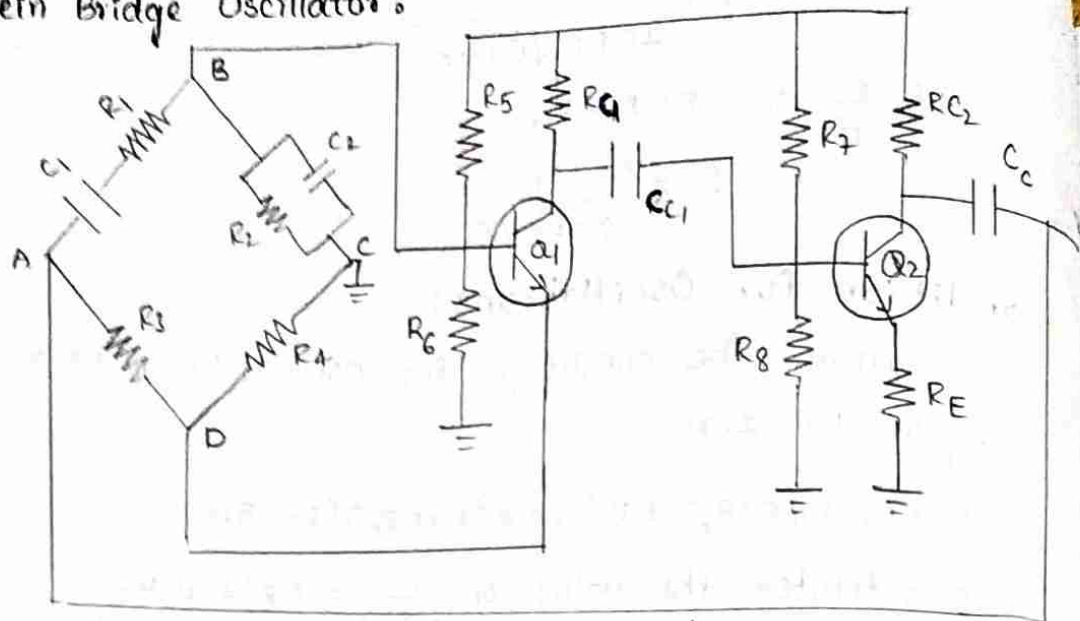 ein Bridge Oscillator.
B
R1
C1
C2
R2
A
C
R3
R4
D
R5
RC1
CC1
Q1
R6
R7
RC2
Cc
Q2
R8
RE